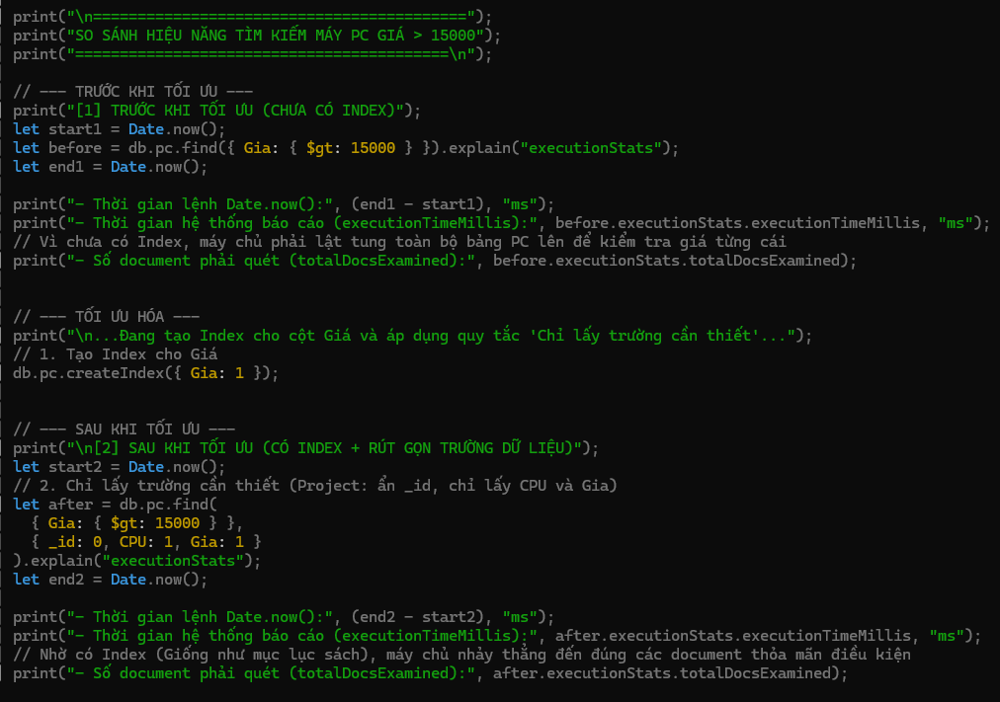 print("\n==========================================");
print("SO SÁNH HIỆU NĂNG TÌM KIẾM MÁY PC GIÁ > 15000");
print("==========================================\n");
// --- TRƯỚC KHI TỐI ƯU ---
print("[1] TRƯỚC KHI TỐI ƯU (CHƯA CÓ INDEX)");
let start1 = Date.now();
let before = db.pc.find({ Gia: { $gt: 15000 } }).explain("executionStats");
let end1 = Date.now();
print("- Thời gian lệnh Date.now():", (end1 - start1), "ms");
print("- Thời gian hệ thống báo cáo (executionTimeMillis):", before.executionStats.executionTimeMillis, "ms");
// Vì chưa có Index, máy chủ phải lật tung toàn bộ bảng PC lên để kiểm tra giá từng cái
print("- Số document phải quét (totalDocsExamined):", before.executionStats.totalDocsExamined);
// --- TỐI ƯU HÓA ---
print("\n...Đang tạo Index cho cột Giá và áp dụng quy tắc 'Chỉ lấy trường cần thiết'...");
// 1. Tạo Index cho Giá
db.pc.createIndex({ Gia: 1 });
// --- SAU KHI TỐI ƯU ---
print("\n[2] SAU KHI TỐI ƯU (CÓ INDEX + RÚT GỌN TRƯỜNG DỮ LIỆU)");
let start2 = Date.now();
// 2. Chỉ lấy trường cần thiết (Project: ẩn _id, chỉ lấy CPU và Gia)
let after = db.pc.find(
{ Gia: { $gt: 15000 } },
{ _id: 0, CPU: 1, Gia: 1 }
).explain("executionStats");
let end2 = Date.now();
print("- Thời gian lệnh Date.now():", (end2 - start2), "ms");
print("- Thời gian hệ thống báo cáo (executionTimeMillis):", after.executionStats.executionTimeMillis, "ms");
// Nhờ có Index (Giống như mục lục sách), máy chủ nhảy thẳng đến đúng các document thỏa mãn điều kiện
print("- Số document phải quét (totalDocsExamined):", after.executionStats.totalDocsExamined);